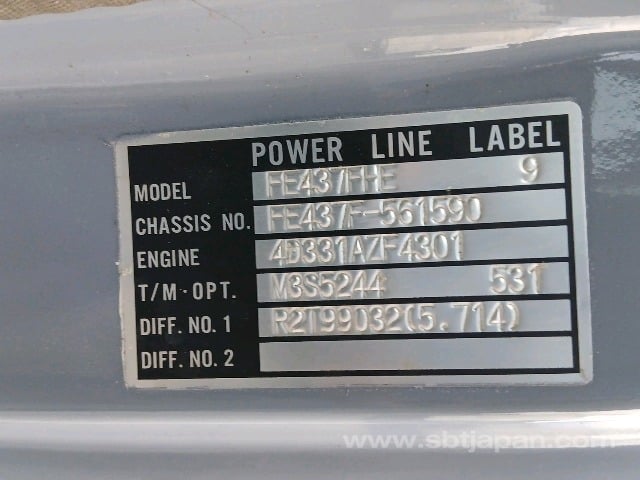 POWER LINE LABEL
MODEL FE437FHE 9
CHASSIS NO. FE437F-561590
ENGINE 4D331AZF4301
T/M·OPT. M3S5244 531
DIFF. NO. 1 R2T99032(5.714)
DIFF. NO. 2
www.sbtjapan.com